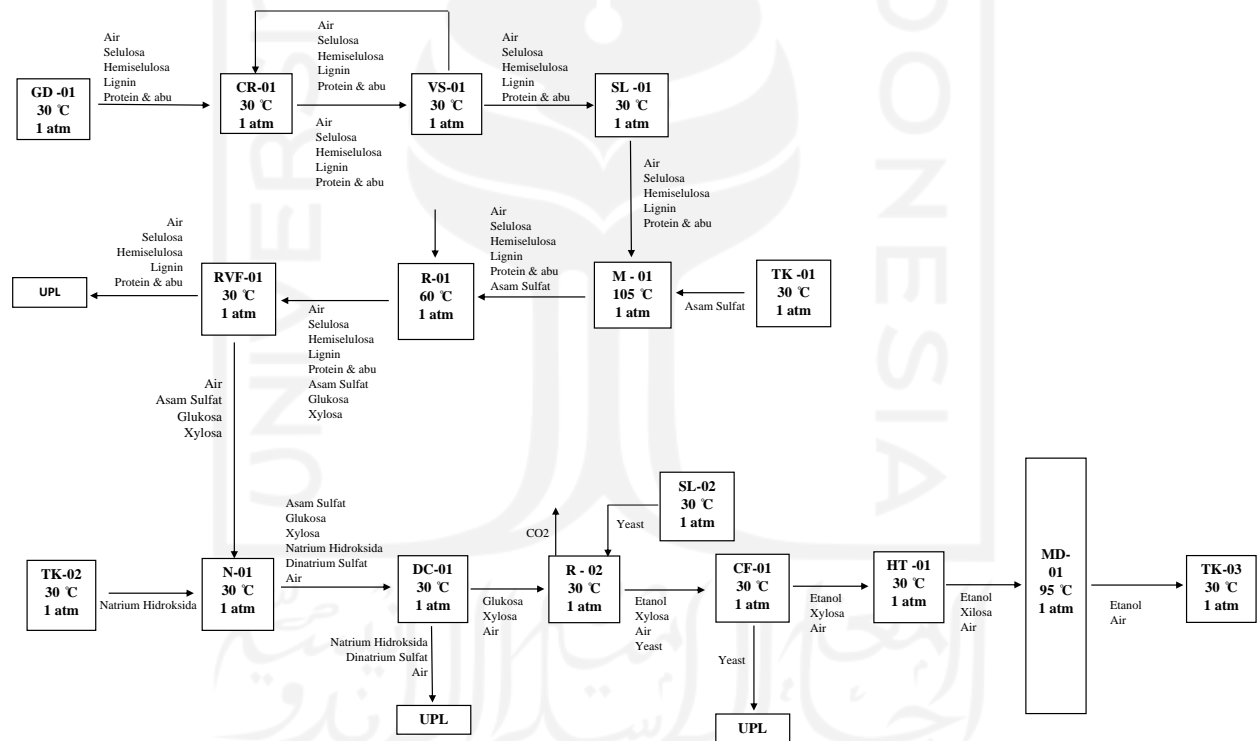 Air
Selulosa
Hemiselulosa
Lignin
Protein & abu
GD -01
30 ℃
1 atm
CR-01
30 ℃
1 atm
Air
Selulosa
Hemiselulosa
Lignin
Protein & abu
Air
Selulosa
Hemiselulosa
Lignin
Protein & abu
VS-01
30 ℃
1 atm
Air
Selulosa
Hemiselulosa
Lignin
Protein & abu
SL -01
30 ℃
1 atm
Air
Selulosa
Hemiselulosa
Lignin
Protein & abu
UPL
Air
Selulosa
Hemiselulosa
Lignin
Protein & abu
RVF-01
30 ℃
1 atm
Air
Selulosa
Hemiselulosa
Lignin
Protein & abu
Asam Sulfat
Glukosa
Xylosa
R-01
60 ℃
1 atm
Air
Selulosa
Hemiselulosa
Lignin
Protein & abu
Asam Sulfat
M - 01
105 ℃
1 atm
Asam Sulfat
TK -01
30 ℃
1 atm
Air
Asam Sulfat
Glukosa
Xylosa
TK-02
30 ℃
1 atm
Natrium Hidroksida
N-01
30 ℃
1 atm
Asam Sulfat
Glukosa
Xylosa
Natrium Hidroksida
Dinatrium Sulfat
Air
DC-01
30 ℃
1 atm
Natrium Hidroksida
Dinatrium Sulfat
Air
UPL
Glukosa
Xylosa
Air
CO2
R - 02
30 ℃
1 atm
Yeast
SL-02
30 ℃
1 atm
Etanol
Xylosa
Air
Yeast
CF-01
30 ℃
1 atm
Yeast
UPL
Etanol
Xylosa
Air
HT -01
30 ℃
1 atm
Etanol
Xilosa
Air
MD-
01
95 ℃
1 atm
Etanol
Air
TK-03
30 ℃
1 atm